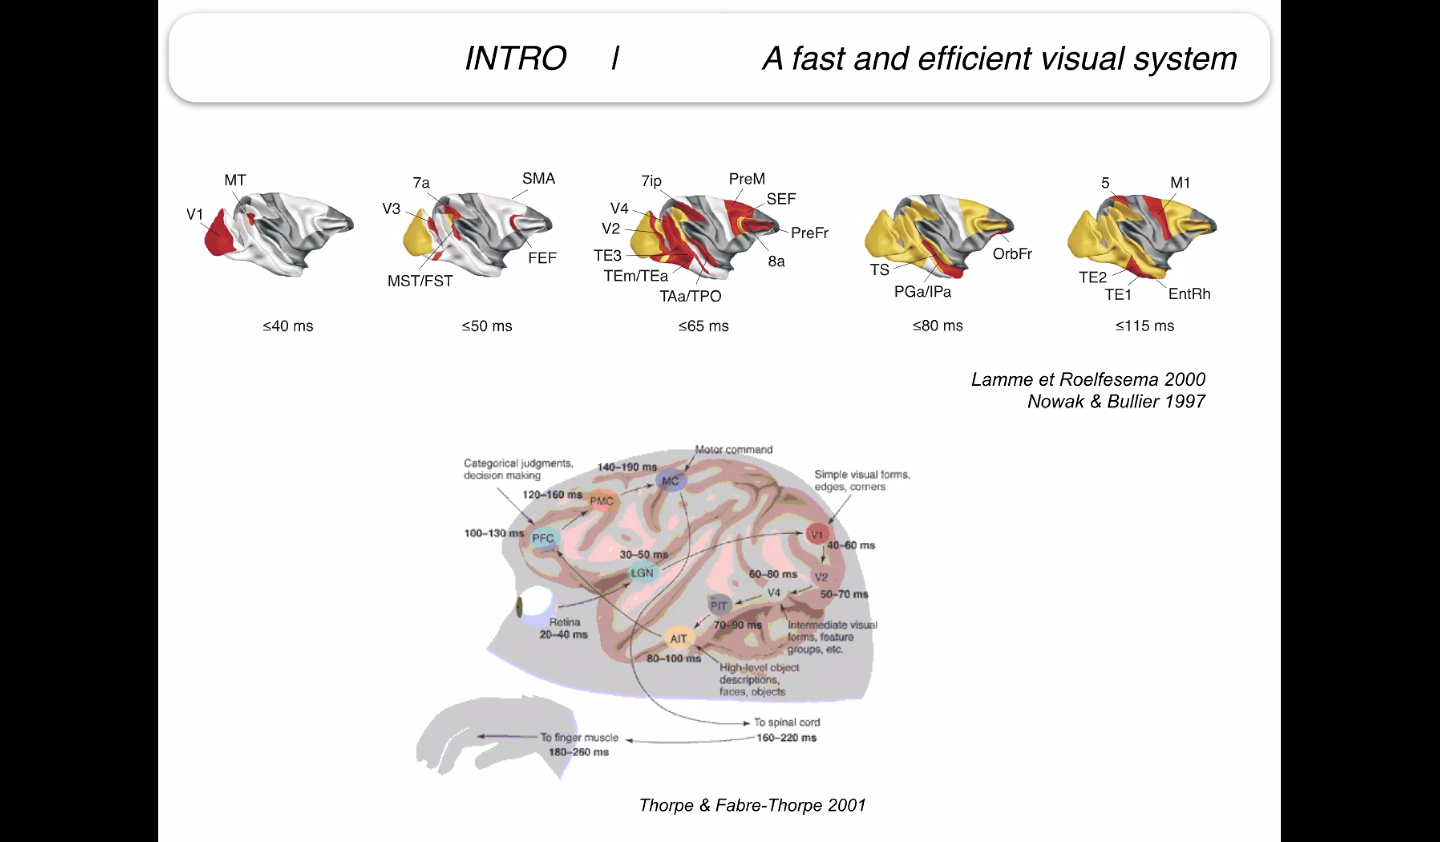 INTRO | A fast and efficient visual system
MT
V1
≤40 ms
7a
SMA
V3
FEF
MST/FST
≤50 ms
7ip
PreM
SEF
V4
V2
PreFr
TE3
8a
TEm/TEa
TAa/TPO
≤65 ms
OrbFr
TS
PGa/IPa
≤80 ms
5
M1
TE2
TE1
EntRh
≤115 ms
Lamme et Roelfesema 2000
Nowak & Bullier 1997
Motor command
Categorical judgments,
decision making
140–190 ms
MC
Simple visual forms,
edges, corners
120–160 ms
PMC
100–130 ms
PFC
V1
40–60 ms
30–50 ms
LGN
60–80 ms
V2
V4
50–70 ms
PIT
Retina
20–40 ms
70–90 ms
Intermediate visual
forms, feature
groups, etc.
AIT
80–100 ms
High-level object
descriptions,
faces, objects
To spinal cord
160–220 ms
To finger muscle
180–260 ms
Thorpe & Fabre-Thorpe 2001